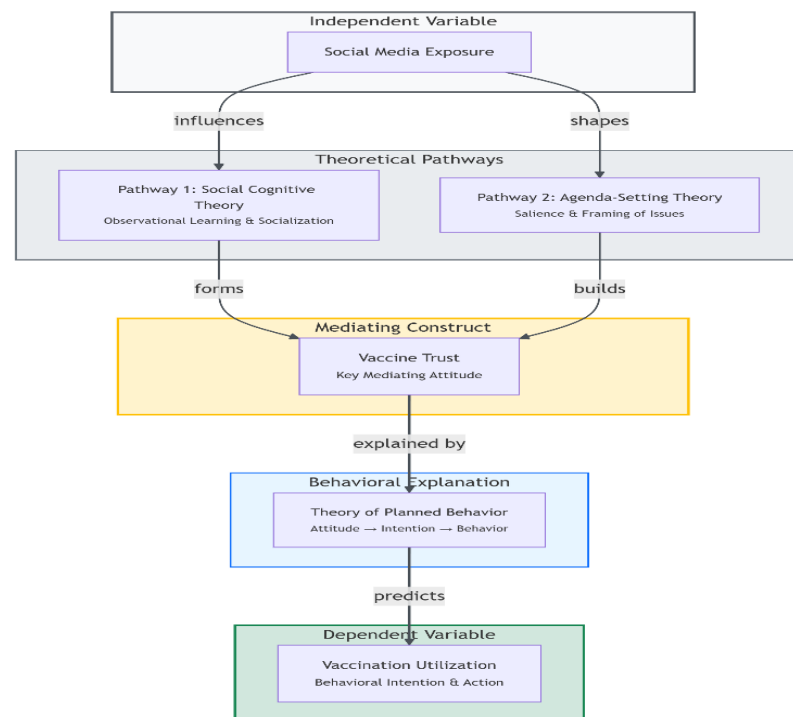 Independent Variable
Social Media Exposure
influences
shapes
Theoretical Pathways
Pathway 1: Social Cognitive
Theory
Observational Learning & Socialization
Pathway 2: Agenda-Setting Theory
Salience & Framing of Issues
forms
builds
Mediating Construct
Vaccine Trust
Key Mediating Attitude
explained by
Behavioral Explanation
Theory of Planned Behavior
Attitude → Intention → Behavior
predicts
Dependent Variable
Vaccination Utilization
Behavioral Intention & Action